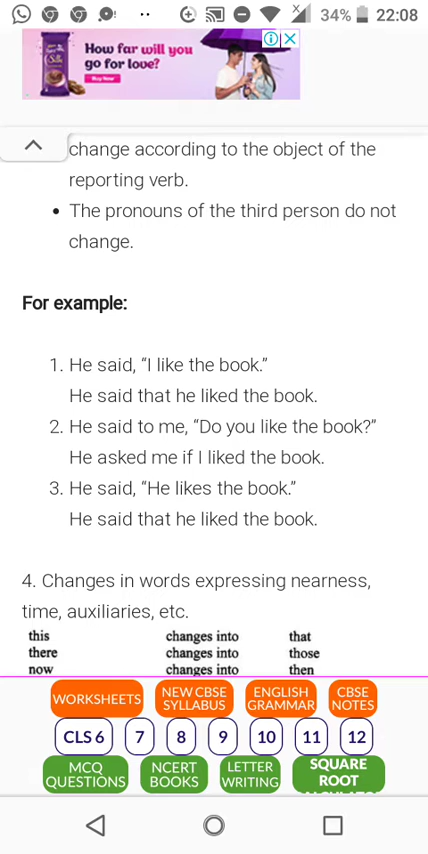 34% 22:08
How far will you
go for love?
Buy Now
Silk
change according to the object of the
reporting verb.
• The pronouns of the third person do not
change.
For example:
1. He said, “I like the book.”
He said that he liked the book.
2. He said to me, “Do you like the book?”
He asked me if I liked the book.
3. He said, “He likes the book.”
He said that he liked the book.
4. Changes in words expressing nearness,
time, auxiliaries, etc.
this changes into that
there changes into those
now changes into then
WORKSHEETS NEW CBSE SYLLABUS ENGLISH GRAMMAR CBSE NOTES
CLS 6 7 8 9 10 11 12
MCQ QUESTIONS NCERT BOOKS LETTER WRITING SQUARE ROOT